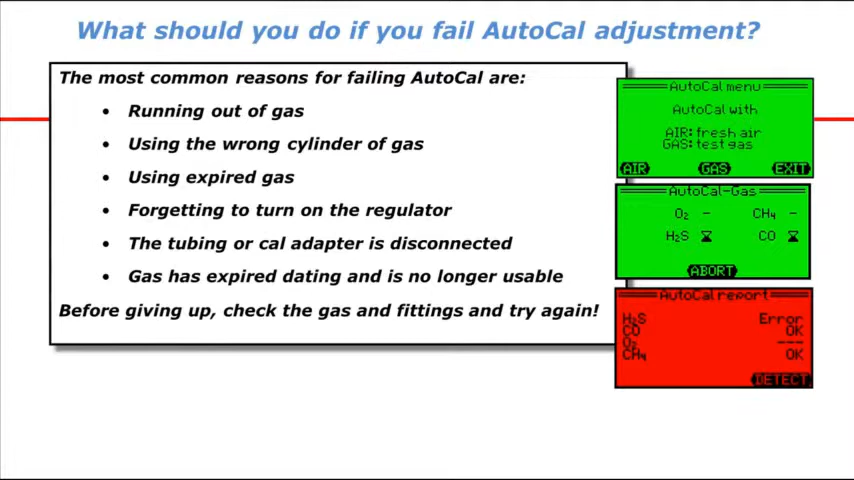 What should you do if you fail AutoCal adjustment?
The most common reasons for failing AutoCal are:
• Running out of gas
• Using the wrong cylinder of gas
• Using expired gas
• Forgetting to turn on the regulator
• The tubing or cal adapter is disconnected
• Gas has expired dating and is no longer usable
Before giving up, check the gas and fittings and try again!
AutoCal menu
AutoCal with
AIR: fresh air
GAS: test gas
AIR GAS EXIT
AutoCal-Gas
O₂ - CH₄ -
H₂S CO
ABORT
AutoCal report
H₂S Error
CO OK
O₂ ---
CH₄ OK
DETECT